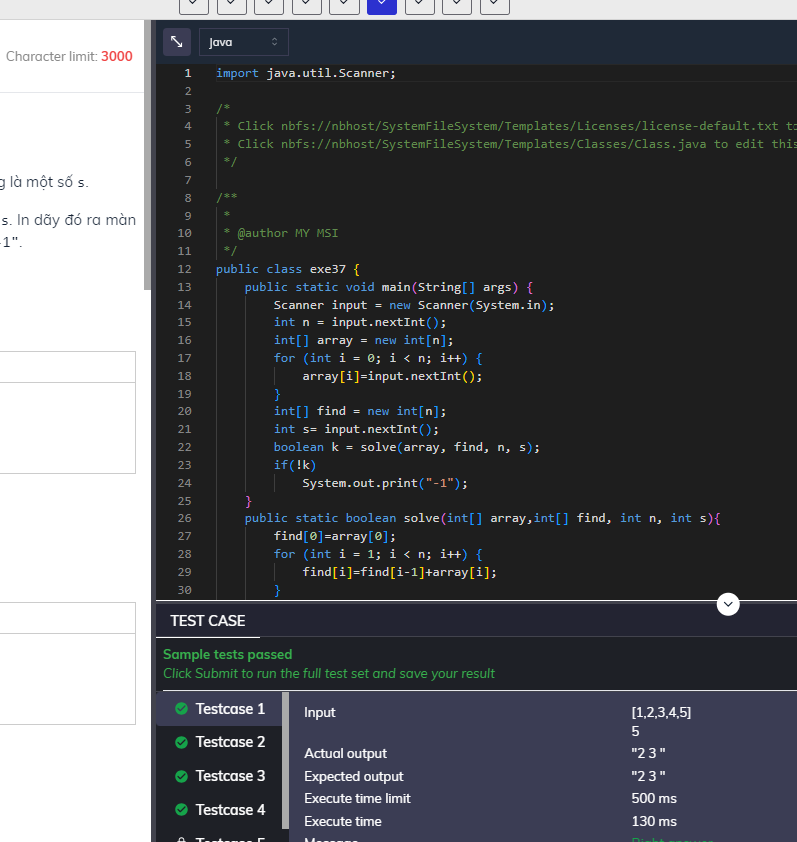 Character limit: 3000
g là một số s.
s. In dãy đó ra màn
-1".
Java
1 import java.util.Scanner;
2
3 /*
4  * Click nbfs://nbhost/SystemFileSystem/Templates/Licenses/license-default.txt to
5  * Click nbfs://nbhost/SystemFileSystem/Templates/Classes/Class.java to edit this
6  */
7
8 /**
9  *
10  * @author MY MSI
11  */
12 public class exe37 {
13     public static void main(String[] args) {
14         Scanner input = new Scanner(System.in);
15         int n = input.nextInt();
16         int[] array = new int[n];
17         for (int i = 0; i < n; i++) {
18             array[i]=input.nextInt();
19         }
20         int[] find = new int[n];
21         int s= input.nextInt();
22         boolean k = solve(array, find, n, s);
23         if(!k)
24             System.out.print("-1");
25     }
26     public static boolean solve(int[] array,int[] find, int n, int s){
27         find[0]=array[0];
28         for (int i = 1; i < n; i++) {
29             find[i]=find[i-1]+array[i];
30         }
TEST CASE
Sample tests passed
Click Submit to run the full test set and save your result
Testcase 1
Testcase 2
Testcase 3
Testcase 4
Input [1,2,3,4,5]
5
Actual output "2 3 "
Expected output "2 3 "
Execute time limit 500 ms
Execute time 130 ms